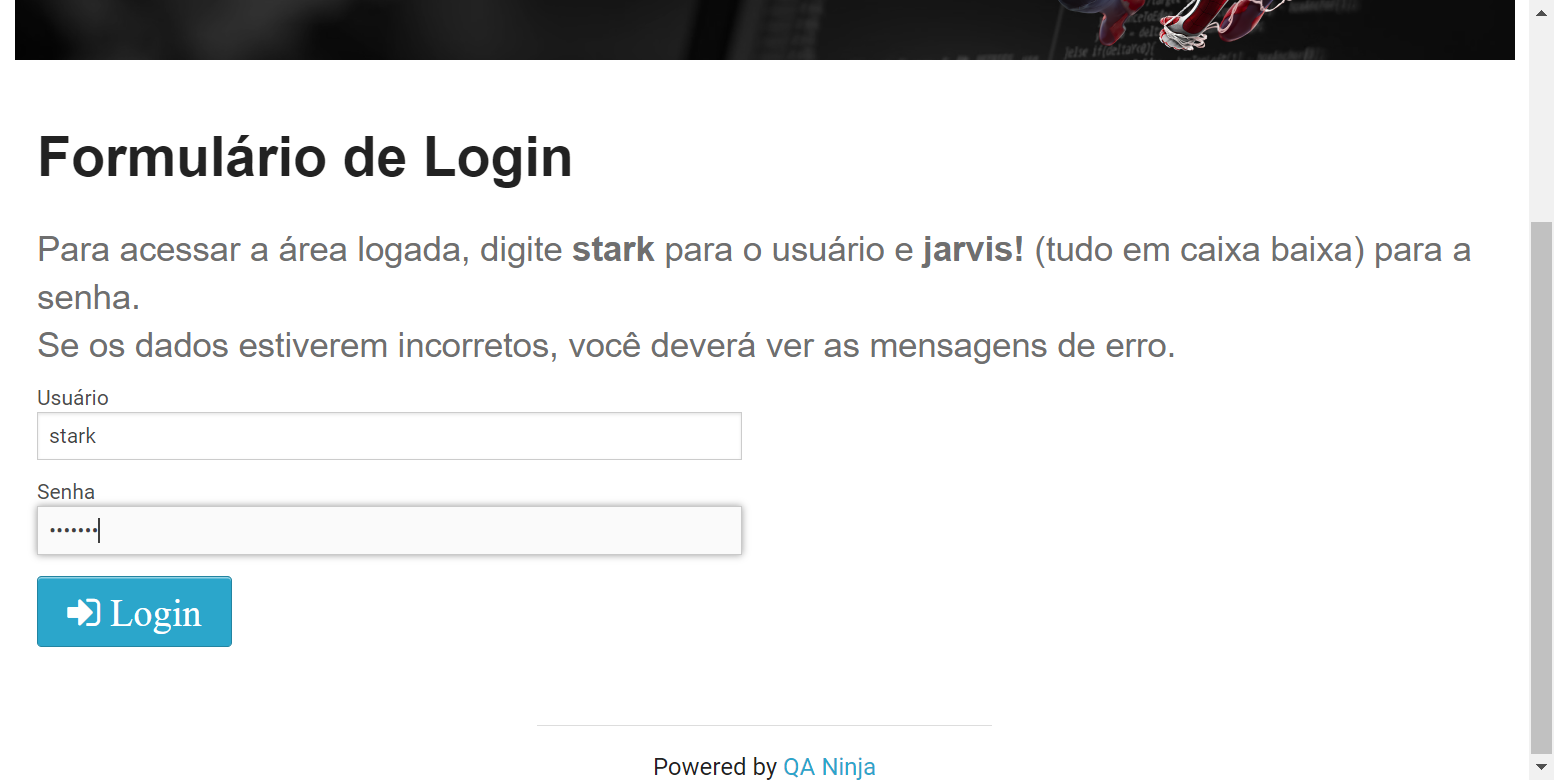 Formulário de Login
Para acessar a área logada, digite stark para o usuário e jarvis! (tudo em caixa baixa) para a
senha.
Se os dados estiverem incorretos, você deverá ver as mensagens de erro.
Usuário
stark
Senha
•••••••
Login
Powered by QA Ninja